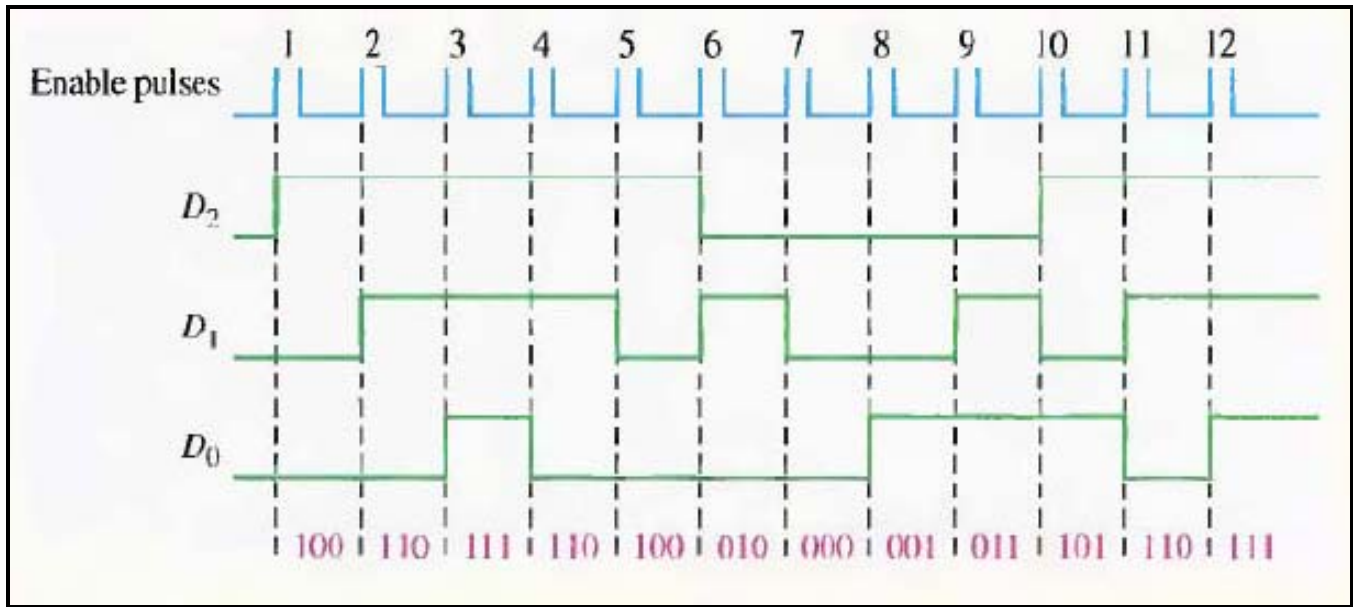 1 2 3 4 5 6 7 8 9 10 11 12
Enable pulses
D₂
D₁
D₀
100 110 111 110 100 010 000 001 011 101 110 111